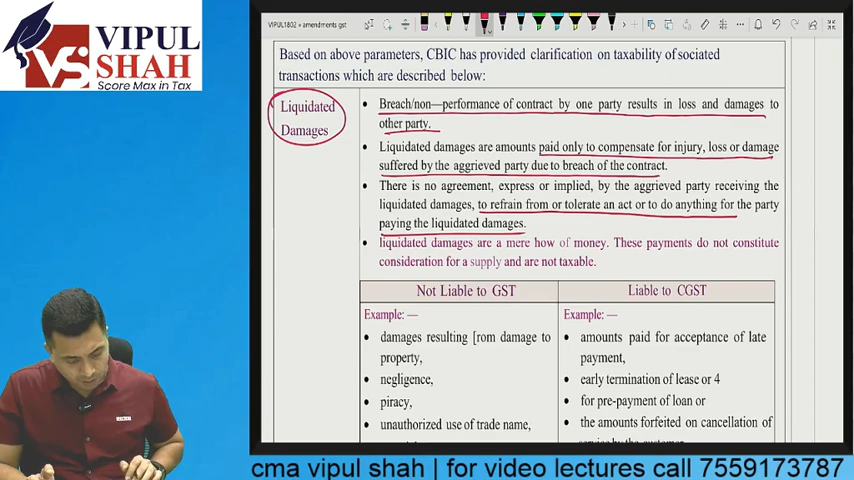 VIPUL
SHAH
Score Max in Tax
VS
VIPUL1802 + amendments gst
Based on above parameters, CBIC has provided clarification on taxability of sociated
transactions which are described below:
Liquidated
Damages
• Breach/non—performance of contract by one party results in loss and damages to
other party.
• Liquidated damages are amounts paid only to compensate for injury, loss or damage
suffered by the aggrieved party due to breach of the contract.
• There is no agreement, express or implied, by the aggrieved party receiving the
liquidated damages, to refrain from or tolerate an act or to do anything for the party
paying the liquidated damages.
• liquidated damages are a mere how of money. These payments do not constitute
consideration for a supply and are not taxable.
Not Liable to GST
Example: —
• damages resulting [rom damage to
property,
• negligence,
• piracy,
• unauthorized use of trade name,
Liable to CGST
Example: —
• amounts paid for acceptance of late
payment,
• early termination of lease or 4
• for pre-payment of loan or
• the amounts forfeited on cancellation of
service by the customer
cma vipul shah | for video lectures call 7559173787